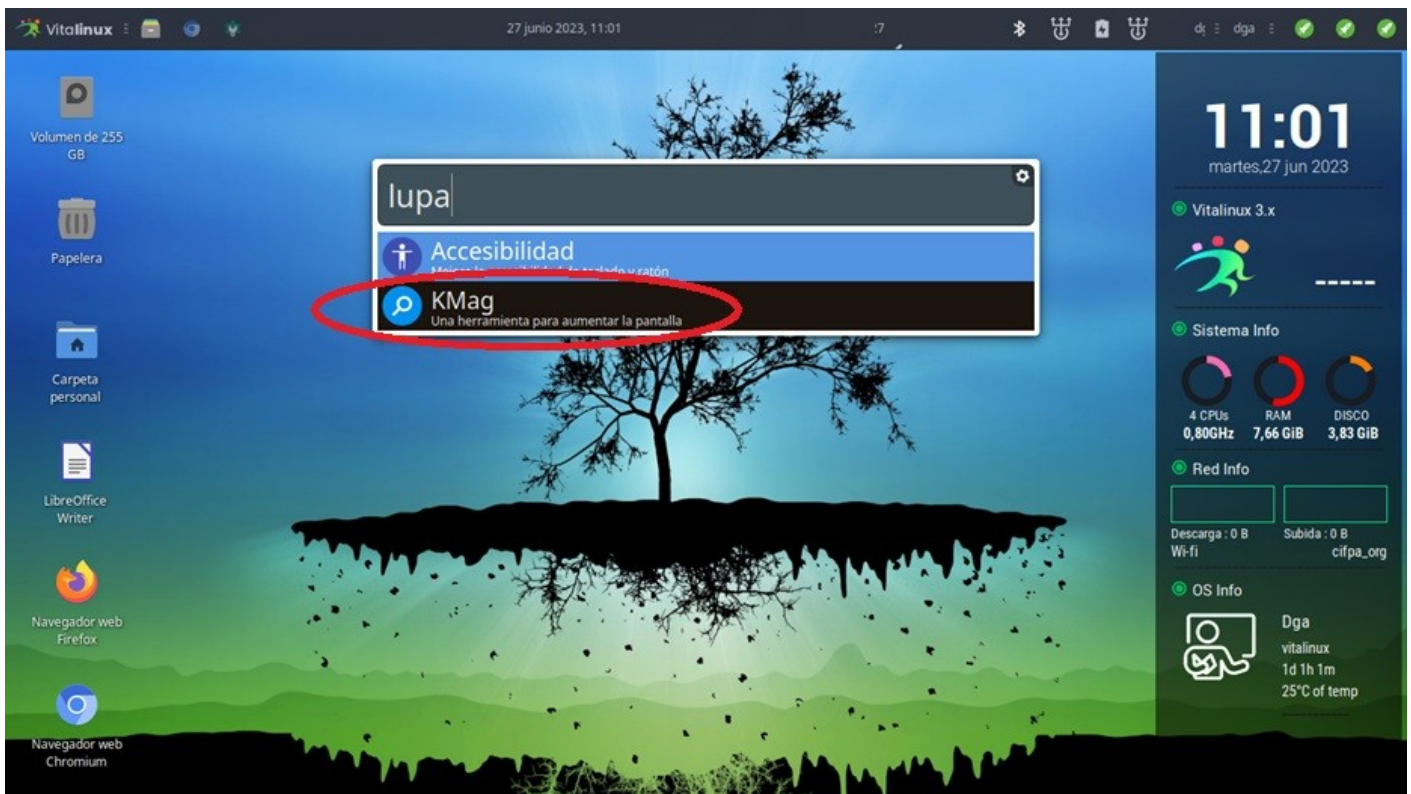 Vitalinux
27 junio 2023, 11:01
:7
dga
Volumen de 255
GB
Papelera
Carpeta
personal
LibreOffice
Writer
Navegador web
Firefox
Navegador web
Chromium
lupa
Accesibilidad
teclado y ratón
KMag
Una herramienta para aumentar la pantalla
11:01
martes,27 jun 2023
Vitalinux 3.x
-----
Sistema Info
4 CPUs RAM DISCO
0,80GHz 7,66 GiB 3,83 GiB
Red Info
Descarga : 0 B Subida : 0 B
Wi-fi cifpa_org
OS Info
Dga
vitalinux
1d 1h 1m
25°C of temp